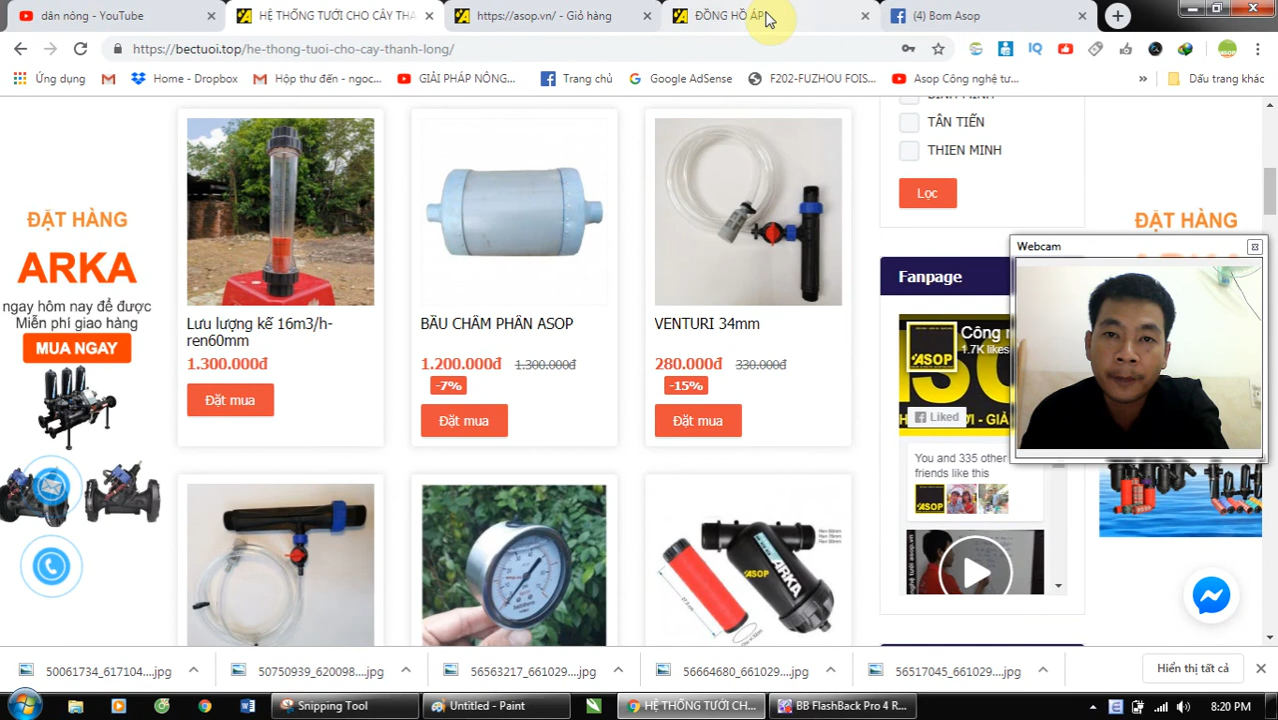 dân nông - YouTube
HỆ THỐNG TƯỚI CHO CÂY THA
https://asop.vn/ - Giỏ hàng
ĐỒNG HỒ ÁP
(4) Bom Asop
https://bectuoi.top/he-thong-tuoi-cho-cay-thanh-long/
Ứng dụng
Home - Dropbox
Hộp thư đến - ngoc...
GIẢI PHÁP NÔNG...
Trang chủ
Google AdSense
F202-FUZHOU FOIS...
Asop Công nghệ tư...
»
Dấu trang khác
TÂN TIẾN
THIEN MINH
Lọc
ĐẶT HÀNG
ARKA
ngay hôm nay để được
Miễn phí giao hàng
MUA NGAY
ĐẶT HÀNG
Lưu lượng kế 16m3/h-
ren60mm
1.300.000đ
Đặt mua
BẦU CHÂM PHÂN ASOP
1.200.000đ 1.300.000đ
-7%
Đặt mua
VENTURI 34mm
280.000đ 330.000đ
-15%
Đặt mua
ASOP
ARKA
Fanpage
Công n
1.7K likes
ASOP
Liked
You and 335 other
friends like this
ASOP
Webcam
50061734_617104....jpg
50750939_620098....jpg
56563217_661029....jpg
56664680_661029....jpg
56517045_661029....jpg
Hiển thị tất cả
Snipping Tool
Untitled - Paint
HỆ THỐNG TƯỚI CH...
BB FlashBack Pro 4 R...
8:20 PM